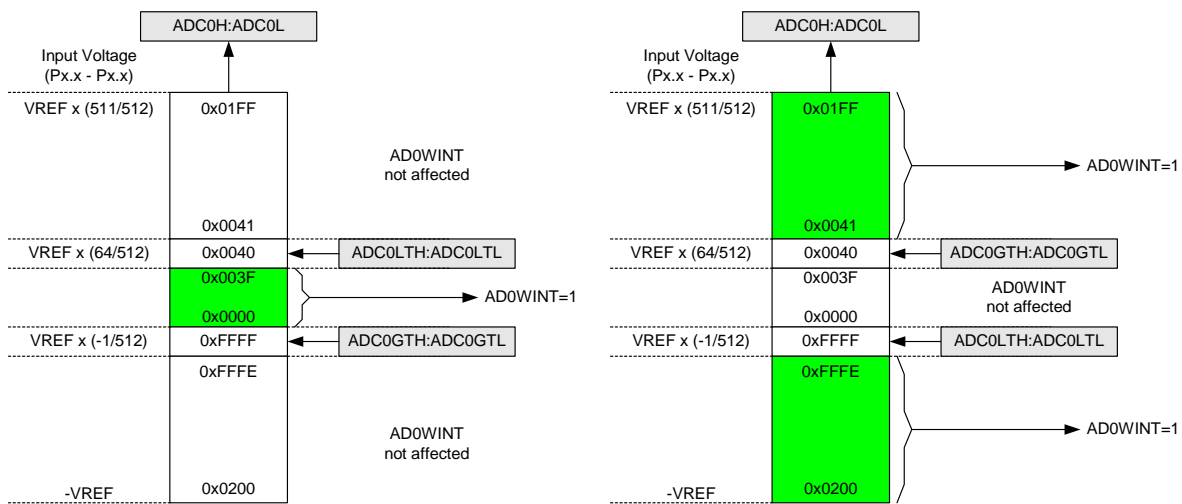 ADC0H:ADC0L
Input Voltage
(Px.x - Px.x)
VREF x (511/512)
0x01FF
AD0WINT
not affected
0x0041
VREF x (64/512)
0x0040
ADC0LTH:ADC0LTL
0x003F
AD0WINT=1
0x0000
VREF x (-1/512)
0xFFFF
ADC0GTH:ADC0GTL
0xFFFE
AD0WINT
not affected
-VREF
0x0200
ADC0H:ADC0L
Input Voltage
(Px.x - Px.x)
VREF x (511/512)
0x01FF
AD0WINT=1
0x0041
VREF x (64/512)
0x0040
ADC0GTH:ADC0GTL
0x003F
AD0WINT
not affected
0x0000
VREF x (-1/512)
0xFFFF
ADC0LTH:ADC0LTL
0xFFFE
AD0WINT=1
-VREF
0x0200